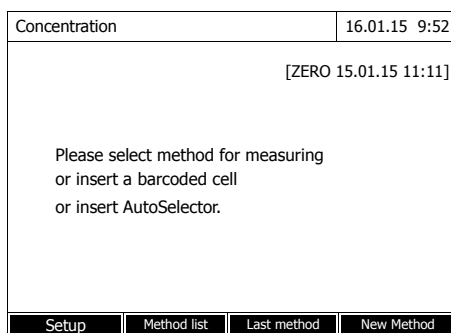 Concentration 16.01.15 9:52
[ZERO 15.01.15 11:11]
Please select method for measuring
or insert a barcoded cell
or insert AutoSelector.
Setup Method list Last method New Method